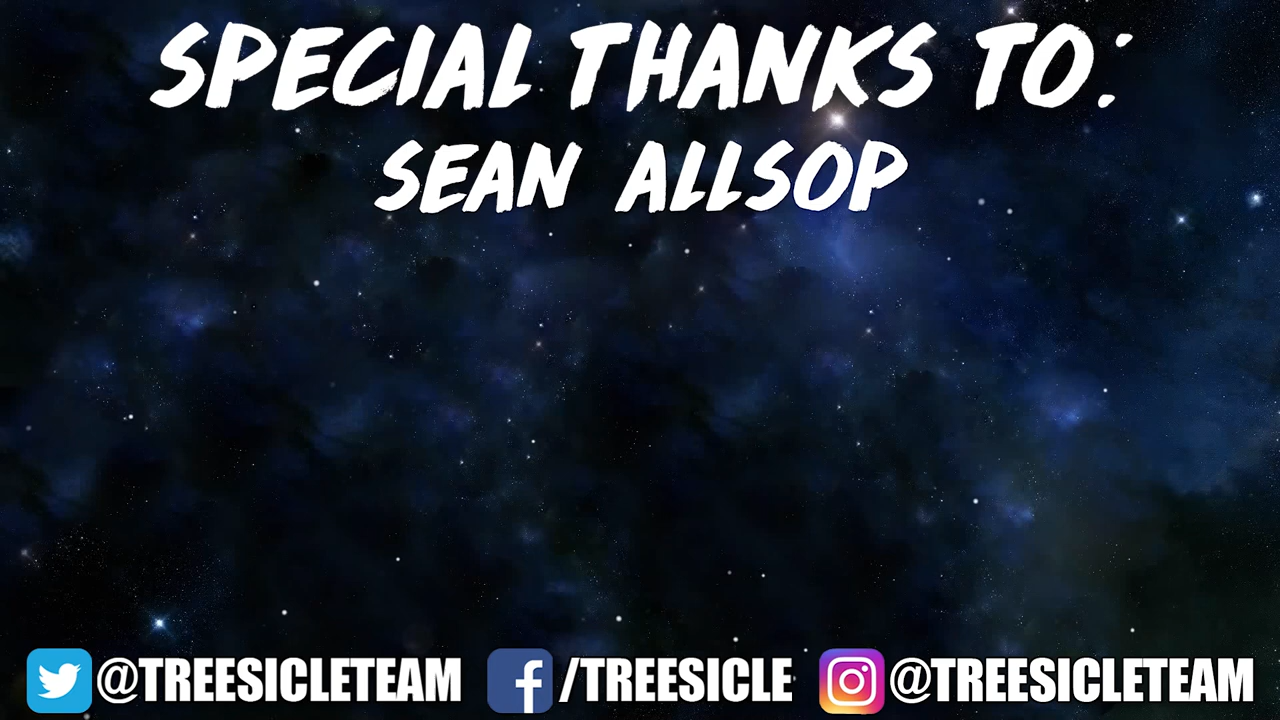 SPECIAL THANKS TO:
SEAN ALLSOP
@TREESICLETEAM /TREESICLE @TREESICLETEAM